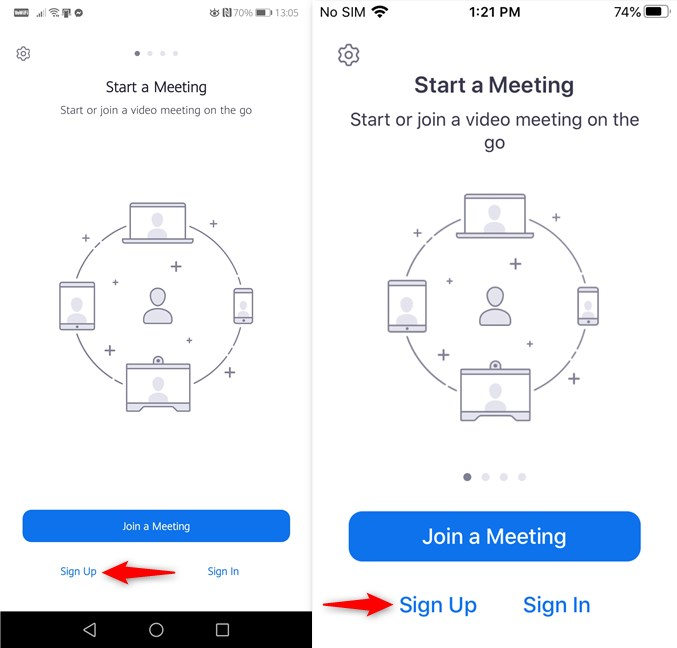 VoWiFi
70%
13:05
Start a Meeting
Start or join a video meeting on the go
Join a Meeting
Sign Up
Sign In
No SIM
1:21 PM
74%
Start a Meeting
Start or join a video meeting on the
go
Join a Meeting
Sign Up
Sign In